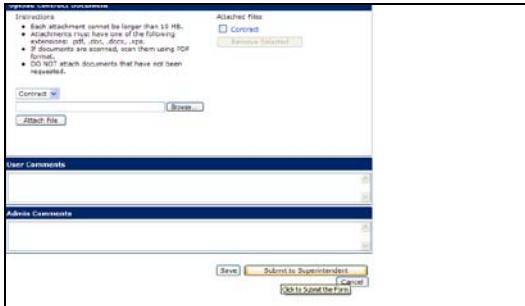 Upload Contract Document
Instructions
Attached Files
• Each attachment cannot be larger than 10 MB.
• Attachments must have one of the following
extensions: .pdf, .doc, .docx, .xps.
• If documents are scanned, scan them using PDF
format.
• DO NOT attach documents that have not been
requested.
Contract
Remove Selected
Contract
Browse...
Attach File
User Comments
Admin Comments
Save
Submit to Superintendent
Cancel
Click to Submit the Form